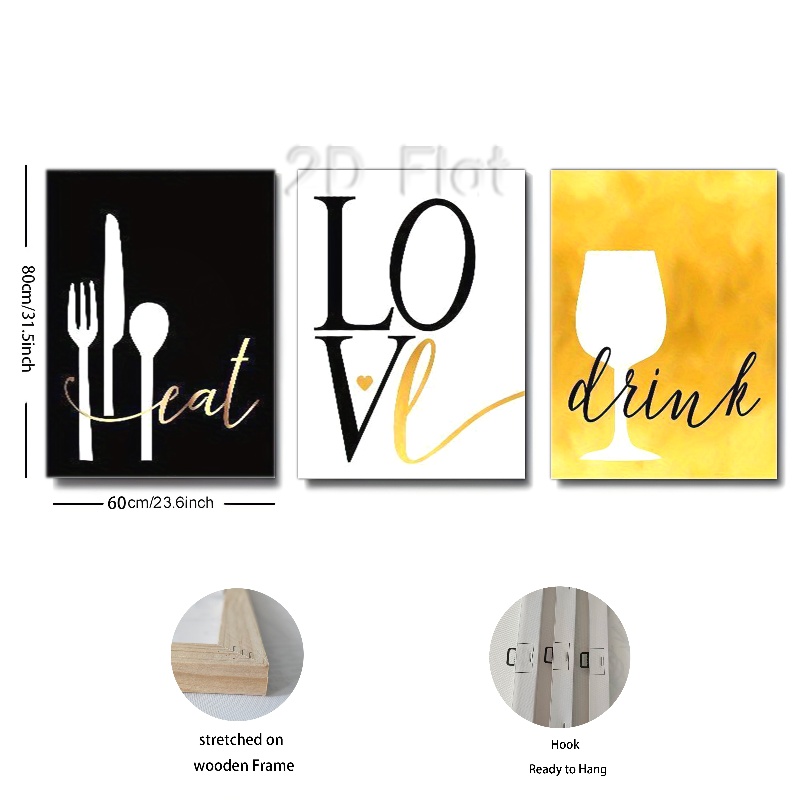 2D Flat
80cm/31.5inch
eat
LO
Ve
drink
60cm/23.6inch
stretched on
wooden Frame
Hook
Ready to Hang